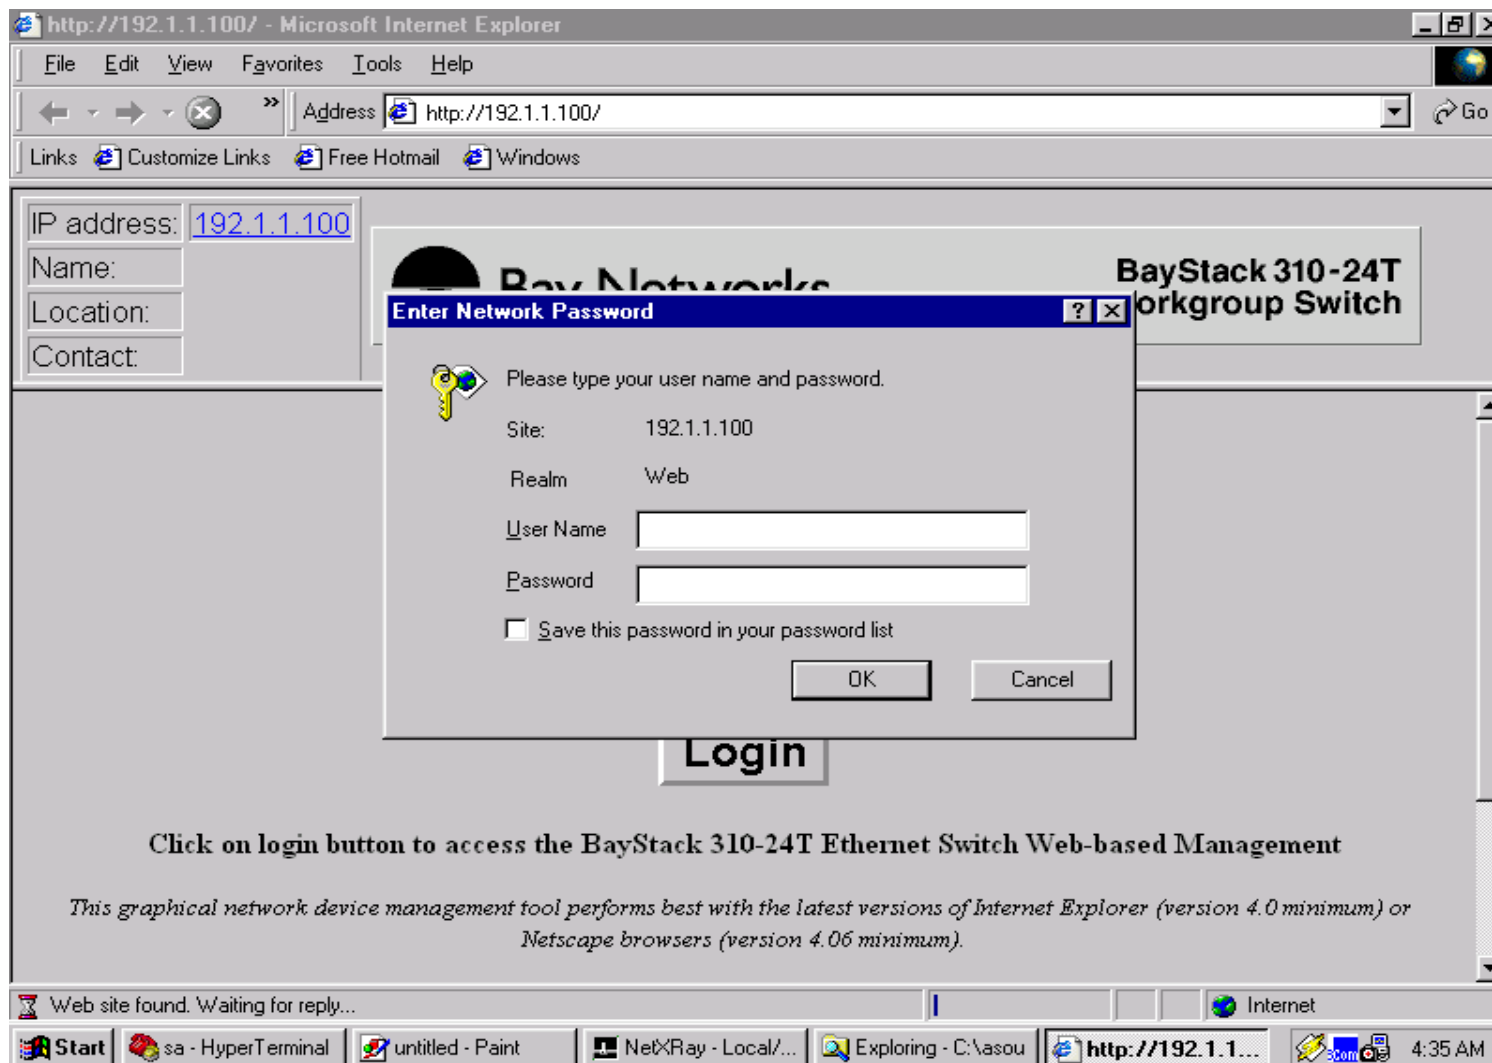 http://192.1.1.100/ - Microsoft Internet Explorer
File Edit View Favorites Tools Help
» Address http://192.1.1.100/ Go
Links Customize Links Free Hotmail Windows
IP address: 192.1.1.100
Name:
Location:
Contact:
Bay Networks
BayStack 310-24T
orkgroup Switch
Enter Network Password
Please type your user name and password.
Site: 192.1.1.100
Realm Web
User Name
Password
Save this password in your password list
OK Cancel
Login
Click on login button to access the BayStack 310-24T Ethernet Switch Web-based Management
This graphical network device management tool performs best with the latest versions of Internet Explorer (version 4.0 minimum) or
Netscape browsers (version 4.06 minimum).
Web site found. Waiting for reply... Internet
Start sa - HyperTerminal untitled - Paint NetXRay - Local/... Exploring - C:\asou http://192.1.1... 3Com 4:35 AM